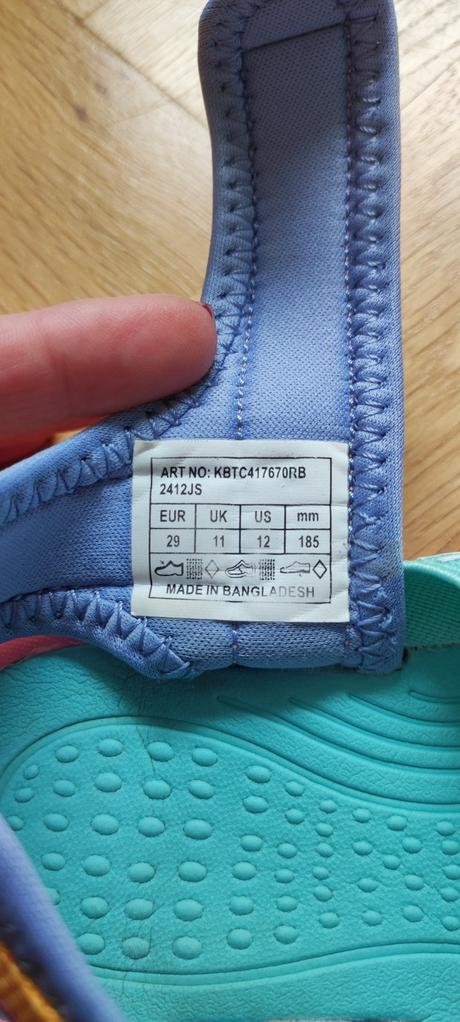 ART NO: KBTC417670RB
2412JS
EUR UK US mm
29 11 12 185
MADE IN BANGLADESH